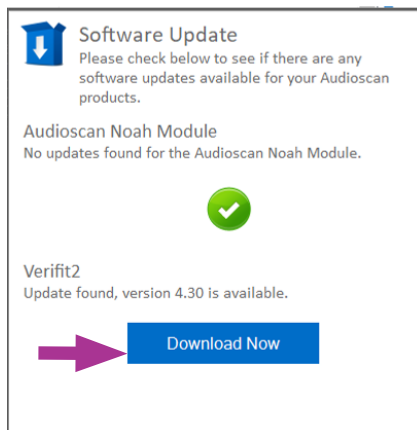 Software Update
Please check below to see if there are any
software updates available for your Audioscan
products.
Audioscan Noah Module
No updates found for the Audioscan Noah Module.
Verifit2
Update found, version 4.30 is available.
Download Now